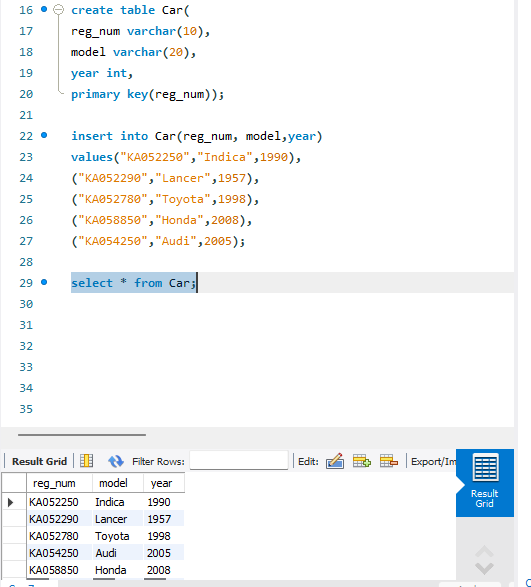 16 create table Car(
17 reg_num varchar(10),
18 model varchar(20),
19 year int,
20 primary key(reg_num));
21
22 insert into Car(reg_num, model,year)
23 values("KA052250","Indica",1990),
24 ("KA052290","Lancer",1957),
25 ("KA052780","Toyota",1998),
26 ("KA058850","Honda",2008),
27 ("KA054250","Audi",2005);
28
29 select * from Car;
30
31
32
33
34
35
Result Grid Filter Rows: Edit: Export/Im
reg_num model year
KA052250 Indica 1990
KA052290 Lancer 1957
KA052780 Toyota 1998
KA054250 Audi 2005
KA058850 Honda 2008
Result
Grid